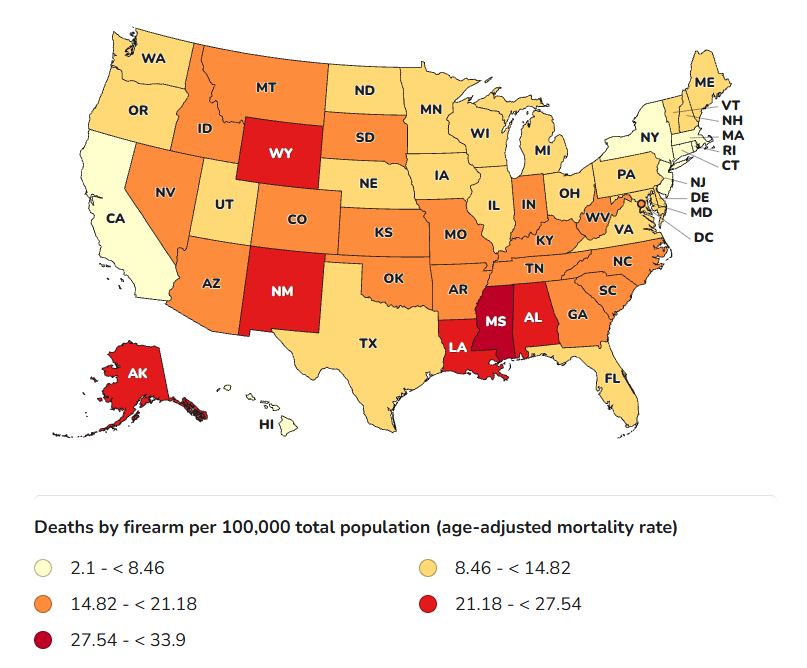 WA
MT
ND
MN
ME
VT
OR
ID
SD
WI
MI
NH
NY
MA
RI
CT
WY
NE
IA
PA
NJ
NV
UT
CO
IL
IN
OH
DE
MD
CA
KS
MO
KY
WV
VA
DC
AZ
NM
OK
AR
TN
NC
SC
TX
LA
MS
AL
GA
FL
AK
HI
Deaths by firearm per 100,000 total population (age-adjusted mortality rate)
2.1 - < 8.46
8.46 - < 14.82
14.82 - < 21.18
21.18 - < 27.54
27.54 - < 33.9